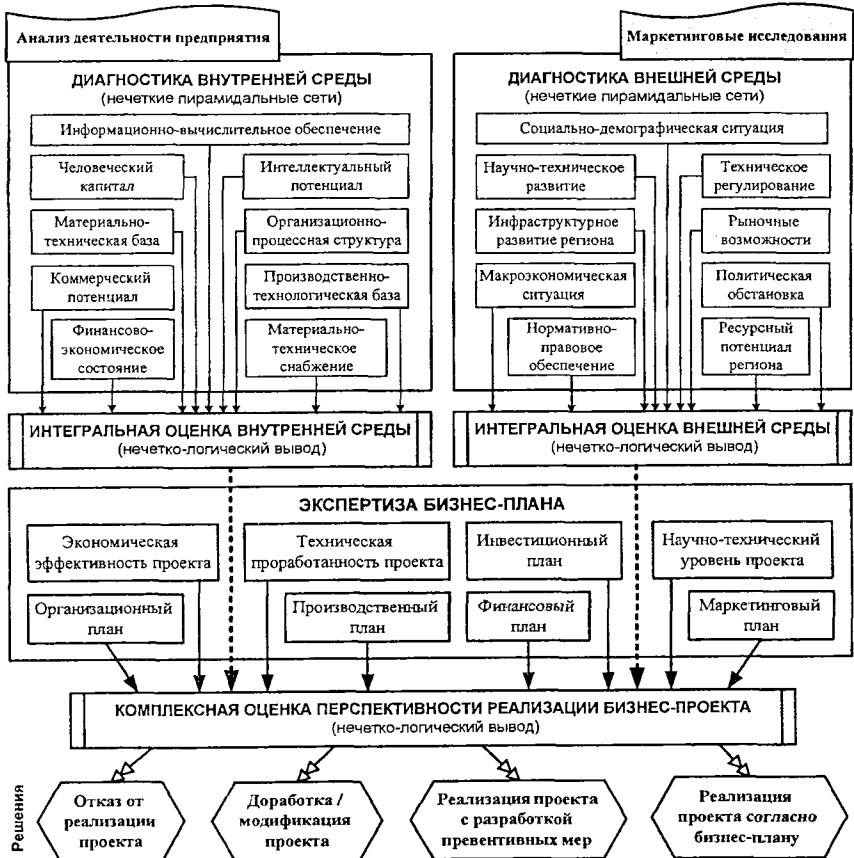 Анализ деятельности предприятия
ДИАГНОСТИКА ВНУТРЕННЕЙ СРЕДЫ
(нечеткие пирамидальные сети)
Информационно-вычислительное обеспечение
Человеческий
капитал
Интеллектуальный
потенциал
Материально-
техническая база
Организационно-
процессная структура
Коммерческий
потенциал
Производственно-
технологическая база
Финансово-
экономическое
состояние
Материально-
техническое
снабжение
ИНТЕГРАЛЬНАЯ ОЦЕНКА ВНУТРЕННЕЙ СРЕДЫ
(нечетко-логический вывод)
Маркетинговые исследования
ДИАГНОСТИКА ВНЕШНЕЙ СРЕДЫ
(нечеткие пирамидальные сети)
Социально-демографическая ситуация
Научно-техническое
развитие
Техническое
регулирование
Инфраструктурное
развитие региона
Рыночные
возможности
Макроэкономическая
ситуация
Политическая
обстановка
Нормативно-
правовое
обеспечение
Ресурсный
потенциал
региона
ИНТЕГРАЛЬНАЯ ОЦЕНКА ВНЕШНЕЙ СРЕДЫ
(нечетко-логический вывод)
ЭКСПЕРТИЗА БИЗНЕС-ПЛАНА
Экономическая
эффективность проекта
Техническая
проработанность проекта
Инвестиционный
план
Научно-технический
уровень проекта
Организационный
план
Производственный
план
Финансовый
план
Маркетинговый
план
КОМПЛЕКСНАЯ ОЦЕНКА ПЕРСПЕКТИВНОСТИ РЕАЛИЗАЦИИ БИЗНЕС-ПРОЕКТА
(нечетко-логический вывод)
Решения
Отказ от
реализации
проекта
Доработка /
модификация
проекта
Реализация проекта
с разработкой
превентивных мер
Реализация
проекта согласно
бизнес-плану